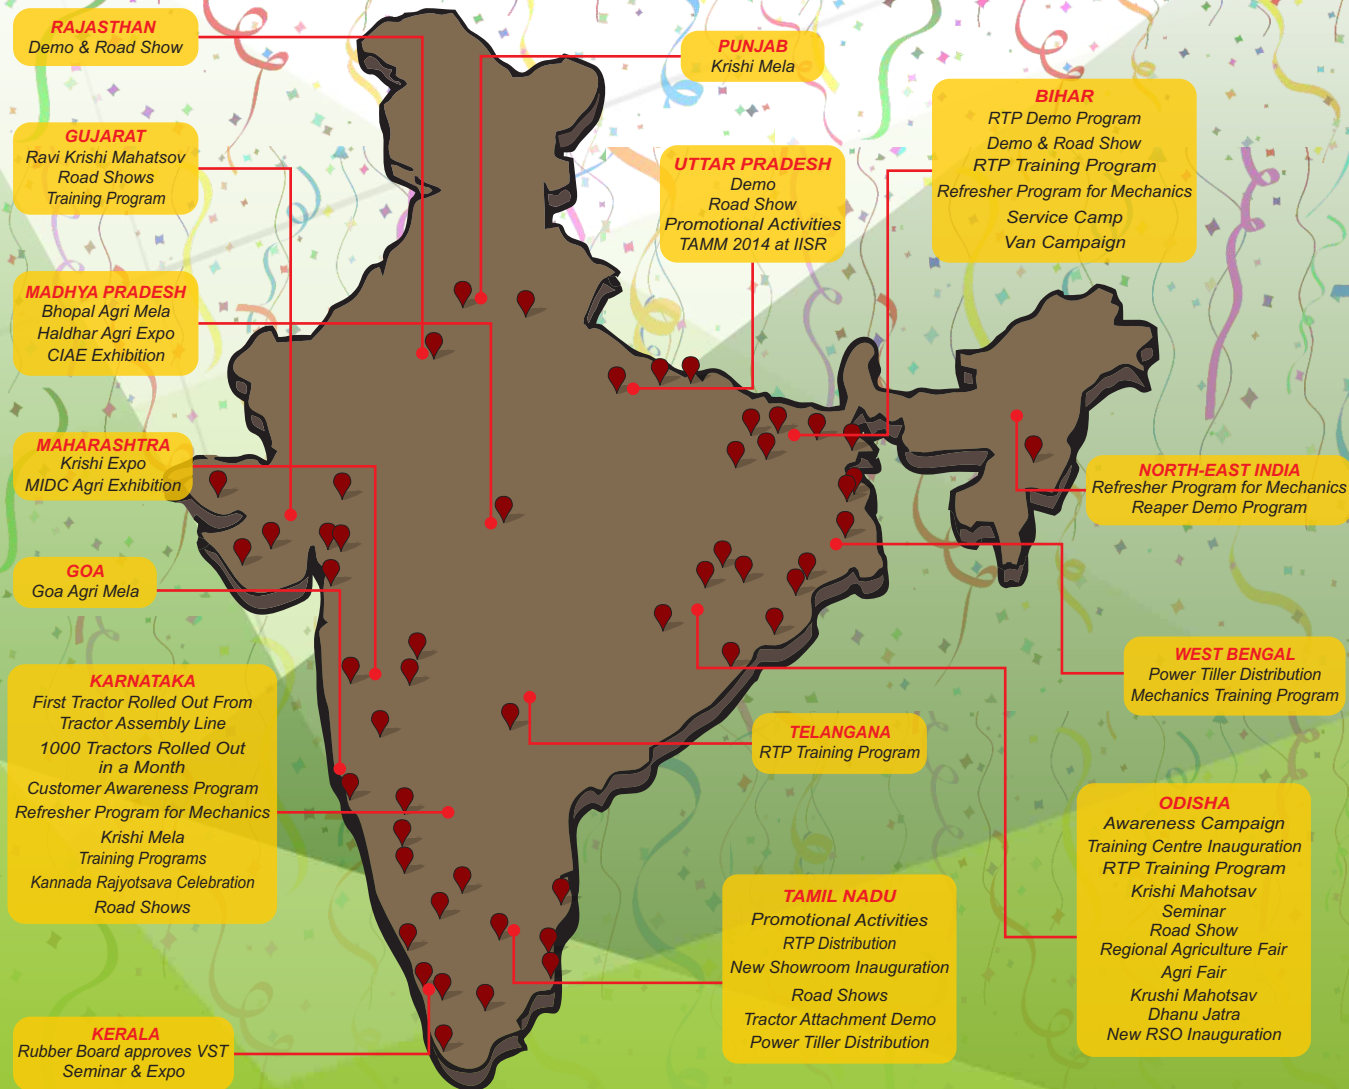 RAJASTHAN
Demo & Road Show
PUNJAB
Krishi Mela
BIHAR
RTP Demo Program
Demo & Road Show
RTP Training Program
Refresher Program for Mechanics
Service Camp
Van Campaign
GUJARAT
Ravi Krishi Mahatsov
Road Shows
Training Program
UTTAR PRADESH
Demo
Road Show
Promotional Activities
TAMM 2014 at IISR
MADHYA PRADESH
Bhopal Agri Mela
Haldhar Agri Expo
CIAE Exhibition
MAHARASHTRA
Krishi Expo
MIDC Agri Exhibition
NORTH-EAST INDIA
Refresher Program for Mechanics
Reaper Demo Program
GOA
Goa Agri Mela
WEST BENGAL
Power Tiller Distribution
Mechanics Training Program
KARNATAKA
First Tractor Rolled Out From
Tractor Assembly Line
1000 Tractors Rolled Out
in a Month
Customer Awareness Program
Refresher Program for Mechanics
Krishi Mela
Training Programs
Kannada Rajyotsava Celebration
Road Shows
TELANGANA
RTP Training Program
ODISHA
Awareness Campaign
Training Centre Inauguration
RTP Training Program
Krishi Mahotsav
Seminar
Road Show
Regional Agriculture Fair
Agri Fair
Krushi Mahotsav
Dhanu Jatra
New RSO Inauguration
TAMIL NADU
Promotional Activities
RTP Distribution
New Showroom Inauguration
Road Shows
Tractor Attachment Demo
Power Tiller Distribution
KERALA
Rubber Board approves VST
Seminar & Expo